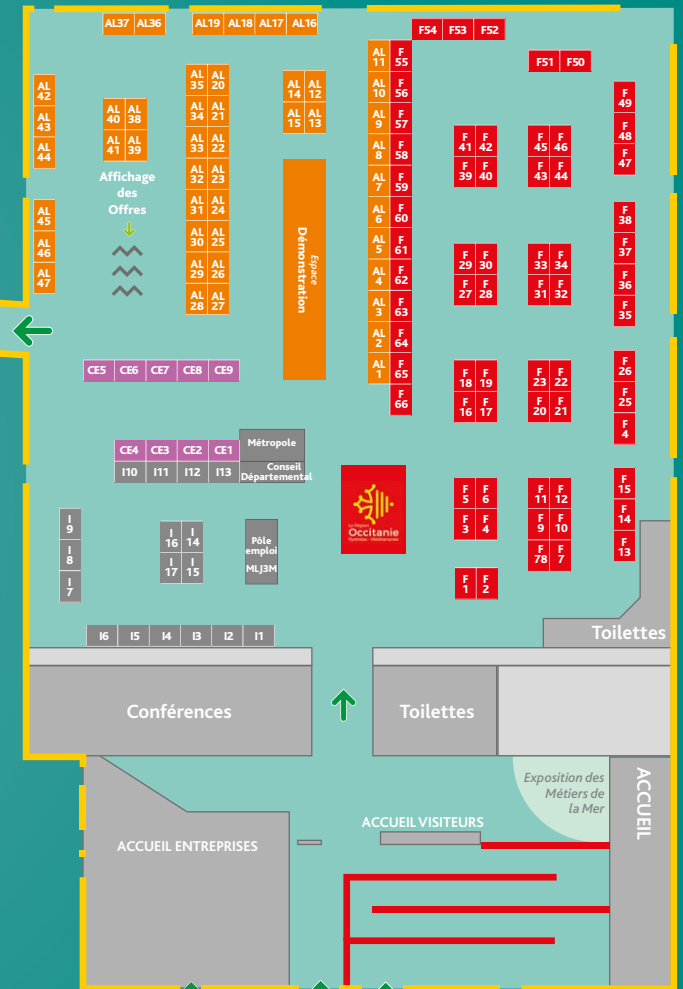 AL37 AL36
AL19 AL18 AL17 AL16
F54 F53 F52
F51 F50
AL 42
AL 43
AL 44
AL 40 AL 38
AL 41 AL 39
Affichage
des
Offres
AL 45
AL 46
AL 47
AL 35 AL 20
AL 34 AL 21
AL 33 AL 22
AL 32 AL 23
AL 31 AL 24
AL 30 AL 25
AL 29 AL 26
AL 28 AL 27
AL 14 AL 12
AL 15 AL 13
Espace
Démonstration
AL 11 F 55
AL 10 F 56
AL 9 F 57
AL 8 F 58
AL 7 F 59
AL 6 F 60
AL 5 F 61
AL 4 F 62
AL 3 F 63
AL 2 F 64
AL 1 F 65
F 66
F 41 F 42
F 39 F 40
F 45 F 46
F 43 F 44
F 49
F 48
F 47
F 29 F 30
F 27 F 28
F 33 F 34
F 31 F 32
F 38
F 37
F 36
F 35
F 18 F 19
F 16 F 17
F 23 F 22
F 20 F 21
F 26
F 25
F 4
F 5 F 6
F 3 F 4
F 11 F 12
F 9 F 10
F 78 F 7
F 15
F 14
F 13
F 1 F 2
CE5 CE6 CE7 CE8 CE9
CE4 CE3 CE2 CE1
I10 I11 I12 I13
Métropole
Conseil
Départemental
La Région
Occitanie
Pyrénées - Méditerranée
I 9
I 8
I 7
I 16 I 14
I 17 I 15
Pôle
emploi
MLJ3M
I6 I5 I4 I3 I2 I1
Toilettes
Conférences
Toilettes
Exposition des
Métiers de
la Mer
ACCUEIL
ACCUEIL VISITEURS
ACCUEIL ENTREPRISES